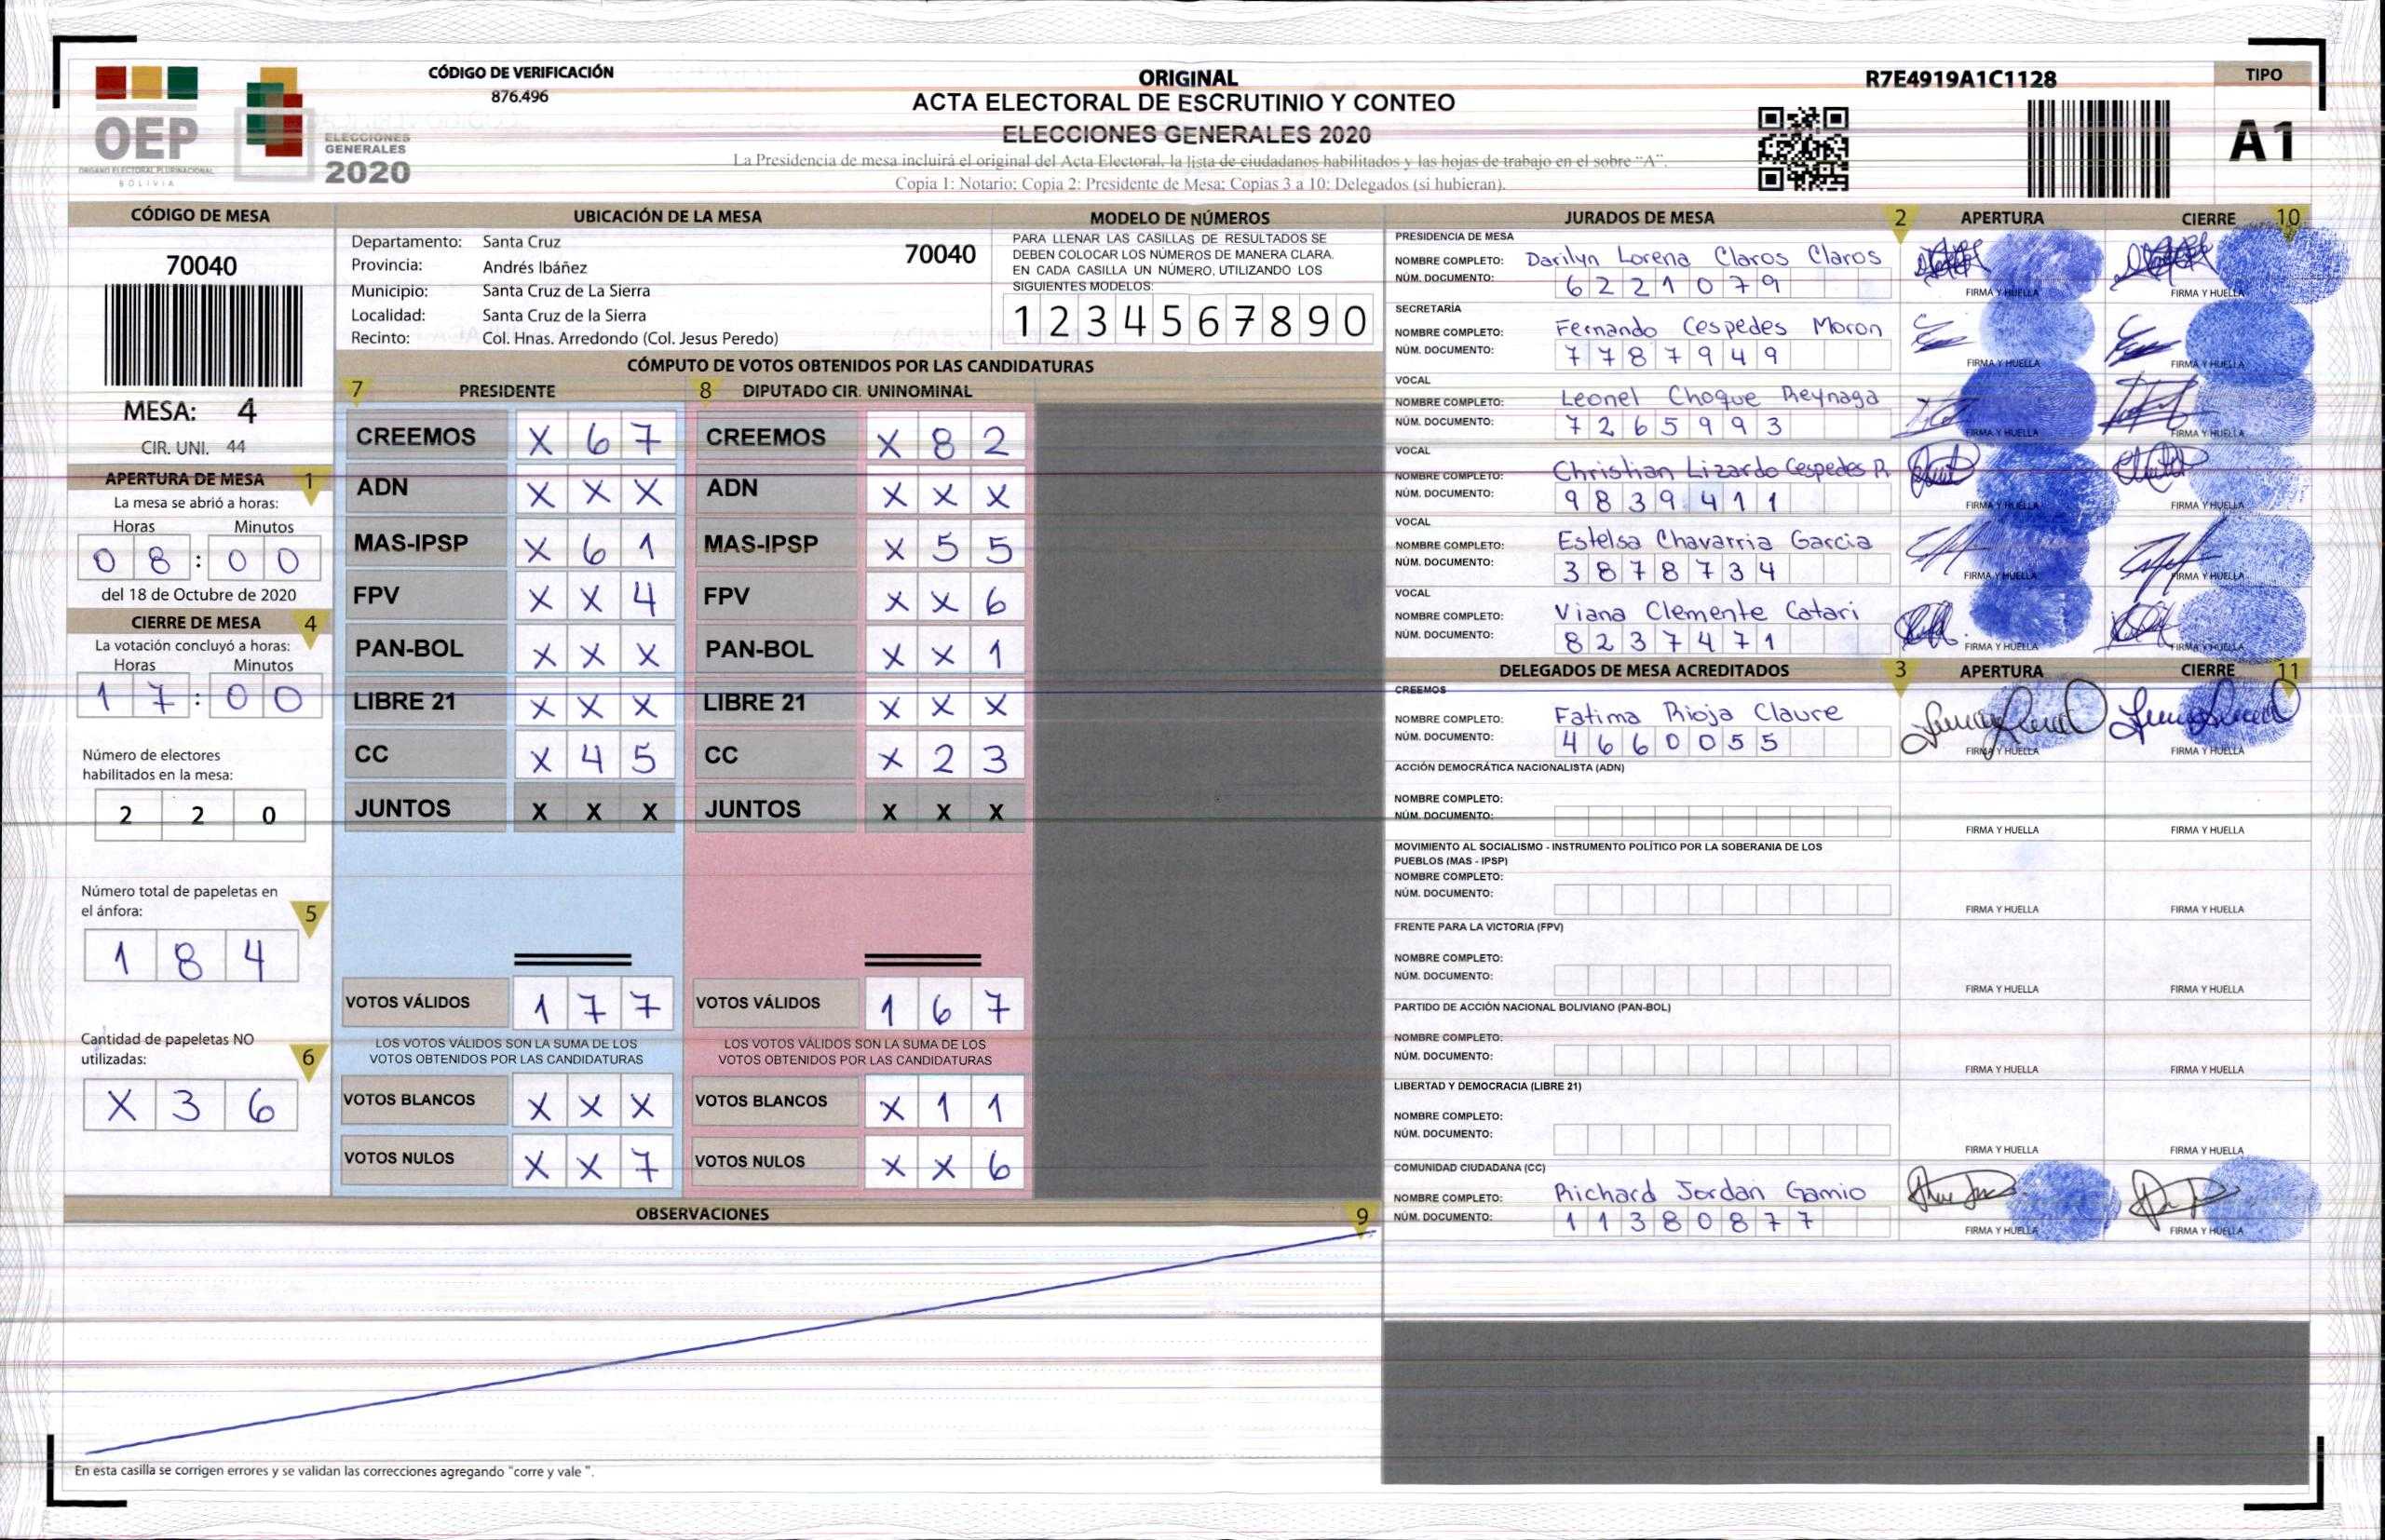 CÓDIGO DE VERIFICACIÓN
876.496
OEP
ÓRGANO ELECTORAL PLURINACIONAL
BOLIVIA
ELECCIONES
GENERALES
2020
ORIGINAL
ACTA ELECTORAL DE ESCRUTINIO Y CONTEO
ELECCIONES GENERALES 2020
La Presidencia de mesa incluirá el original del Acta Electoral, la lista de ciudadanos habilitados y las hojas de trabajo en el sobre "A".
Copia 1: Notario; Copia 2: Presidente de Mesa; Copias 3 a 10: Delegados (si hubieran).
R7E4919A1C1128
TIPO
A1
CÓDIGO DE MESA
70040
MESA: 4
CIR. UNI. 44
APERTURA DE MESA 1
La mesa se abrió a horas:
Horas Minutos
0 8 : 0 0
del 18 de Octubre de 2020
CIERRE DE MESA 4
La votación concluyó a horas:
Horas Minutos
1 7 : 0 0
Número de electores
habilitados en la mesa:
2 2 0
Número total de papeletas en
el ánfora: 5
1 8 4
Cantidad de papeletas NO
utilizadas: 6
X 3 6
UBICACIÓN DE LA MESA
Departamento: Santa Cruz 70040
Provincia: Andrés Ibáñez
Municipio: Santa Cruz de La Sierra
Localidad: Santa Cruz de la Sierra
Recinto: Col. Hnas. Arredondo (Col. Jesus Peredo)
MODELO DE NÚMEROS
PARA LLENAR LAS CASILLAS DE RESULTADOS SE
DEBEN COLOCAR LOS NÚMEROS DE MANERA CLARA.
EN CADA CASILLA UN NÚMERO, UTILIZANDO LOS
SIGUIENTES MODELOS:
1 2 3 4 5 6 7 8 9 0
CÓMPUTO DE VOTOS OBTENIDOS POR LAS CANDIDATURAS
7 PRESIDENTE 8 DIPUTADO CIR. UNINOMINAL
CREEMOS X 6 7 CREEMOS X 8 2
ADN X X X ADN X X X
MAS-IPSP X 6 1 MAS-IPSP X 5 5
FPV X X 4 FPV X X 6
PAN-BOL X X X PAN-BOL X X 1
LIBRE 21 X X X LIBRE 21 X X X
CC X 4 5 CC X 2 3
JUNTOS X X X JUNTOS X X X
VOTOS VÁLIDOS 1 7 7 VOTOS VÁLIDOS 1 6 7
LOS VOTOS VÁLIDOS SON LA SUMA DE LOS LOS VOTOS VÁLIDOS SON LA SUMA DE LOS
VOTOS OBTENIDOS POR LAS CANDIDATURAS VOTOS OBTENIDOS POR LAS CANDIDATURAS
VOTOS BLANCOS X X X VOTOS BLANCOS X 1 1
VOTOS NULOS X X 7 VOTOS NULOS X X 6
OBSERVACIONES 9
En esta casilla se corrigen errores y se validan las correcciones agregando "corre y vale ".
JURADOS DE MESA 2 APERTURA CIERRE 10
PRESIDENCIA DE MESA
NOMBRE COMPLETO: Darilyn Lorena Claros Claros
NÚM. DOCUMENTO: 6 2 2 1 0 7 9
FIRMA Y HUELLA FIRMA Y HUELLA
SECRETARÍA
NOMBRE COMPLETO: Fernando Cespedes Moron
NÚM. DOCUMENTO: 7 7 8 7 9 4 9
FIRMA Y HUELLA FIRMA Y HUELLA
VOCAL
NOMBRE COMPLETO: Leonel Choque Reynaga
NÚM. DOCUMENTO: 7 2 6 5 9 9 3
FIRMA Y HUELLA FIRMA Y HUELLA
VOCAL
NOMBRE COMPLETO: Christian Lizardo Cespedes R.
NÚM. DOCUMENTO: 9 8 3 9 4 1 1
FIRMA Y HUELLA FIRMA Y HUELLA
VOCAL
NOMBRE COMPLETO: Estelsa Chavarria Garcia
NÚM. DOCUMENTO: 3 8 7 8 7 3 4
FIRMA Y HUELLA FIRMA Y HUELLA
VOCAL
NOMBRE COMPLETO: Viana Clemente Catari
NÚM. DOCUMENTO: 8 2 3 7 4 7 1
FIRMA Y HUELLA FIRMA Y HUELLA
DELEGADOS DE MESA ACREDITADOS 3 APERTURA CIERRE 11
CREEMOS
NOMBRE COMPLETO: Fatima Rioja Claure
NÚM. DOCUMENTO: 4 6 6 0 0 5 5
FIRMA Y HUELLA FIRMA Y HUELLA
ACCIÓN DEMOCRÁTICA NACIONALISTA (ADN)
NOMBRE COMPLETO:
NÚM. DOCUMENTO:
FIRMA Y HUELLA FIRMA Y HUELLA
MOVIMIENTO AL SOCIALISMO - INSTRUMENTO POLÍTICO POR LA SOBERANIA DE LOS
PUEBLOS (MAS - IPSP)
NOMBRE COMPLETO:
NÚM. DOCUMENTO:
FIRMA Y HUELLA FIRMA Y HUELLA
FRENTE PARA LA VICTORIA (FPV)
NOMBRE COMPLETO:
NÚM. DOCUMENTO:
FIRMA Y HUELLA FIRMA Y HUELLA
PARTIDO DE ACCIÓN NACIONAL BOLIVIANO (PAN-BOL)
NOMBRE COMPLETO:
NÚM. DOCUMENTO:
FIRMA Y HUELLA FIRMA Y HUELLA
LIBERTAD Y DEMOCRACIA (LIBRE 21)
NOMBRE COMPLETO:
NÚM. DOCUMENTO:
FIRMA Y HUELLA FIRMA Y HUELLA
COMUNIDAD CIUDADANA (CC)
NOMBRE COMPLETO: Richard Jordan Gamio
NÚM. DOCUMENTO: 1 1 3 8 0 8 7 7
FIRMA Y HUELLA FIRMA Y HUELLA